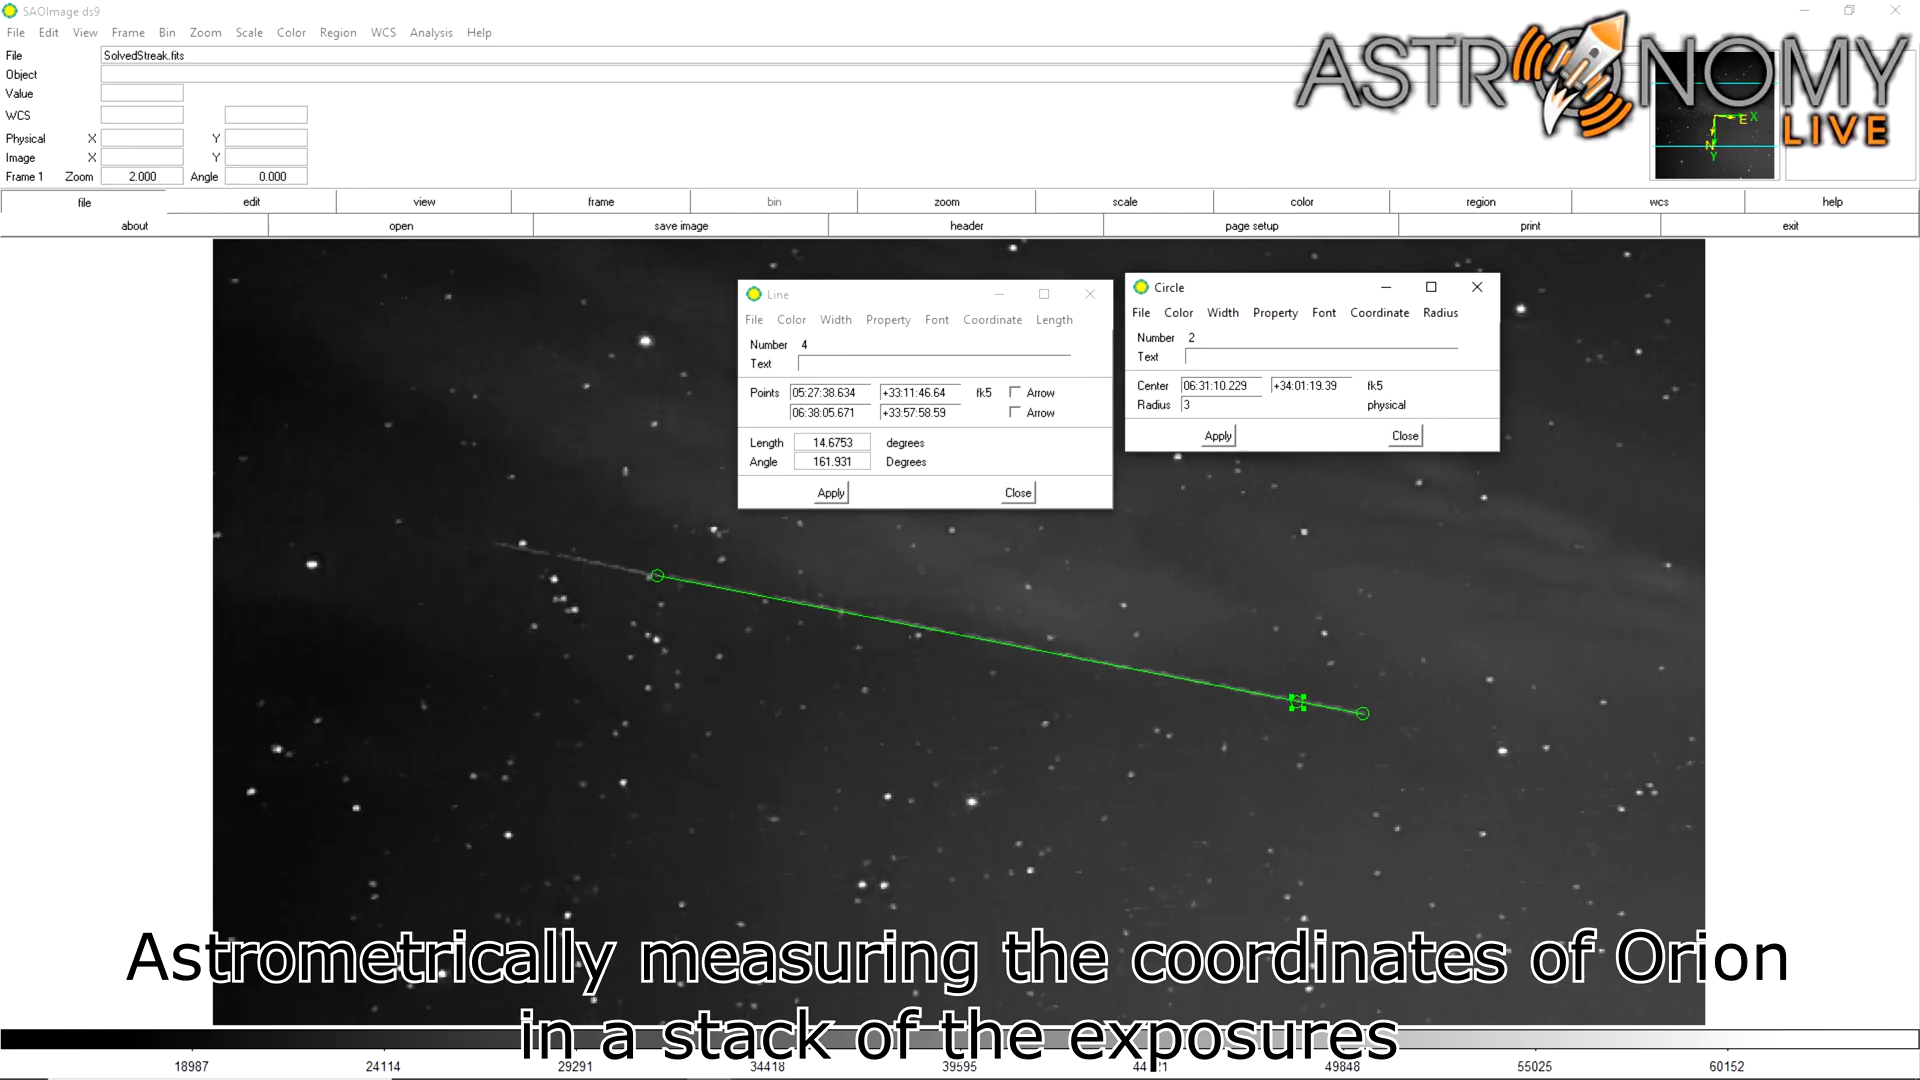 SAOImage ds9
File Edit View Frame Bin Zoom Scale Color Region WCS Analysis Help
ASTRONOMY
LIVE
File SolvedStreak.fits
Object
Value
WCS
Physical X Y
Image X Y
Frame 1 Zoom 2.000 Angle 0.000
E X
N
Y
file edit view frame bin zoom scale color region wcs help
about open save image header page setup print exit
Line
File Color Width Property Font Coordinate Length
Number 4
Text
Points 05:27:38.634 +33:11:46.64 fk5 Arrow
06:38:05.671 +33:57:58.59 Arrow
Length 14.6753 degrees
Angle 161.931 Degrees
Apply Close
Circle
File Color Width Property Font Coordinate Radius
Number 2
Text
Center 06:31:10.229 +34:01:19.39 fk5
Radius 3 physical
Apply Close
Astrometrically measuring the coordinates of Orion
in a stack of the exposures
18987 24114 29291 34418 39595 49848 55025 60152